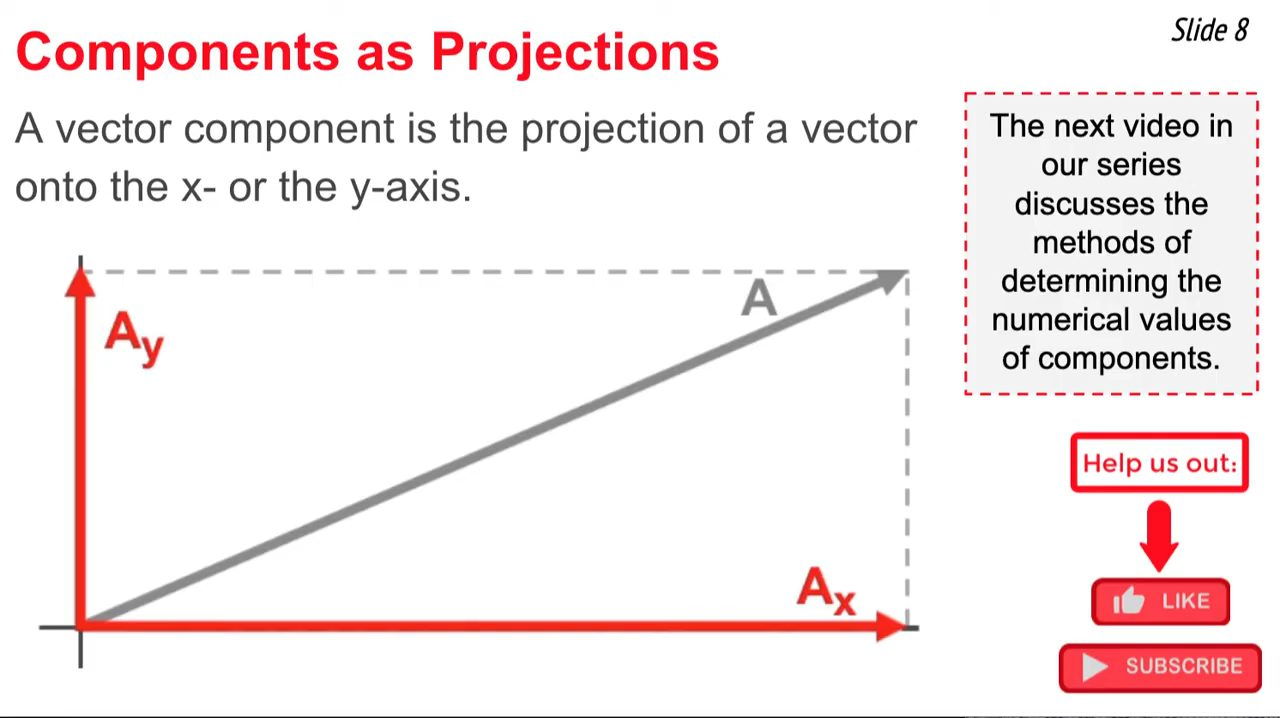 Slide 8
Components as Projections
A vector component is the projection of a vector
onto the x- or the y-axis.
The next video in
our series
discusses the
methods of
determining the
numerical values
of components.
A
Ay
Ax
Help us out:
LIKE
SUBSCRIBE